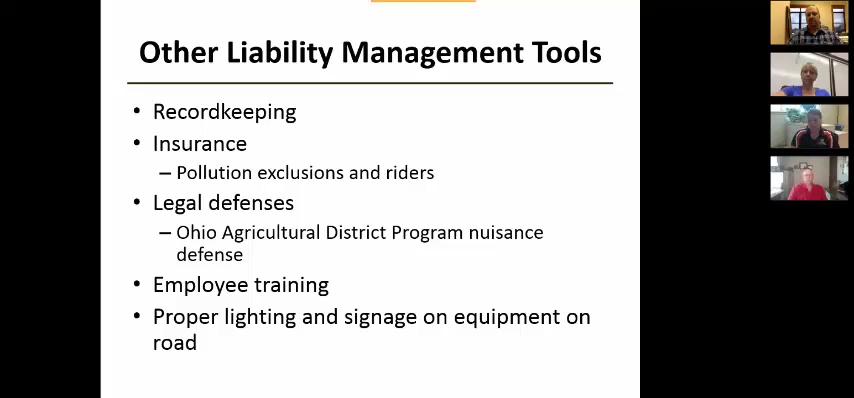 Other Liability Management Tools
• Recordkeeping
• Insurance
– Pollution exclusions and riders
• Legal defenses
– Ohio Agricultural District Program nuisance
defense
• Employee training
• Proper lighting and signage on equipment on
road